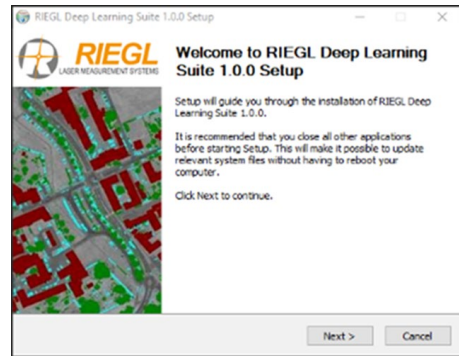 RIEGL Deep Learning Suite 1.0.0 Setup
RIEGL
LASER MEASUREMENT SYSTEMS
Welcome to RIEGL Deep Learning
Suite 1.0.0 Setup
Setup will guide you through the installation of RIEGL Deep
Learning Suite 1.0.0.
It is recommended that you close all other applications
before starting Setup. This will make it possible to update
relevant system files without having to reboot your
computer.
Click Next to continue.
Next >
Cancel